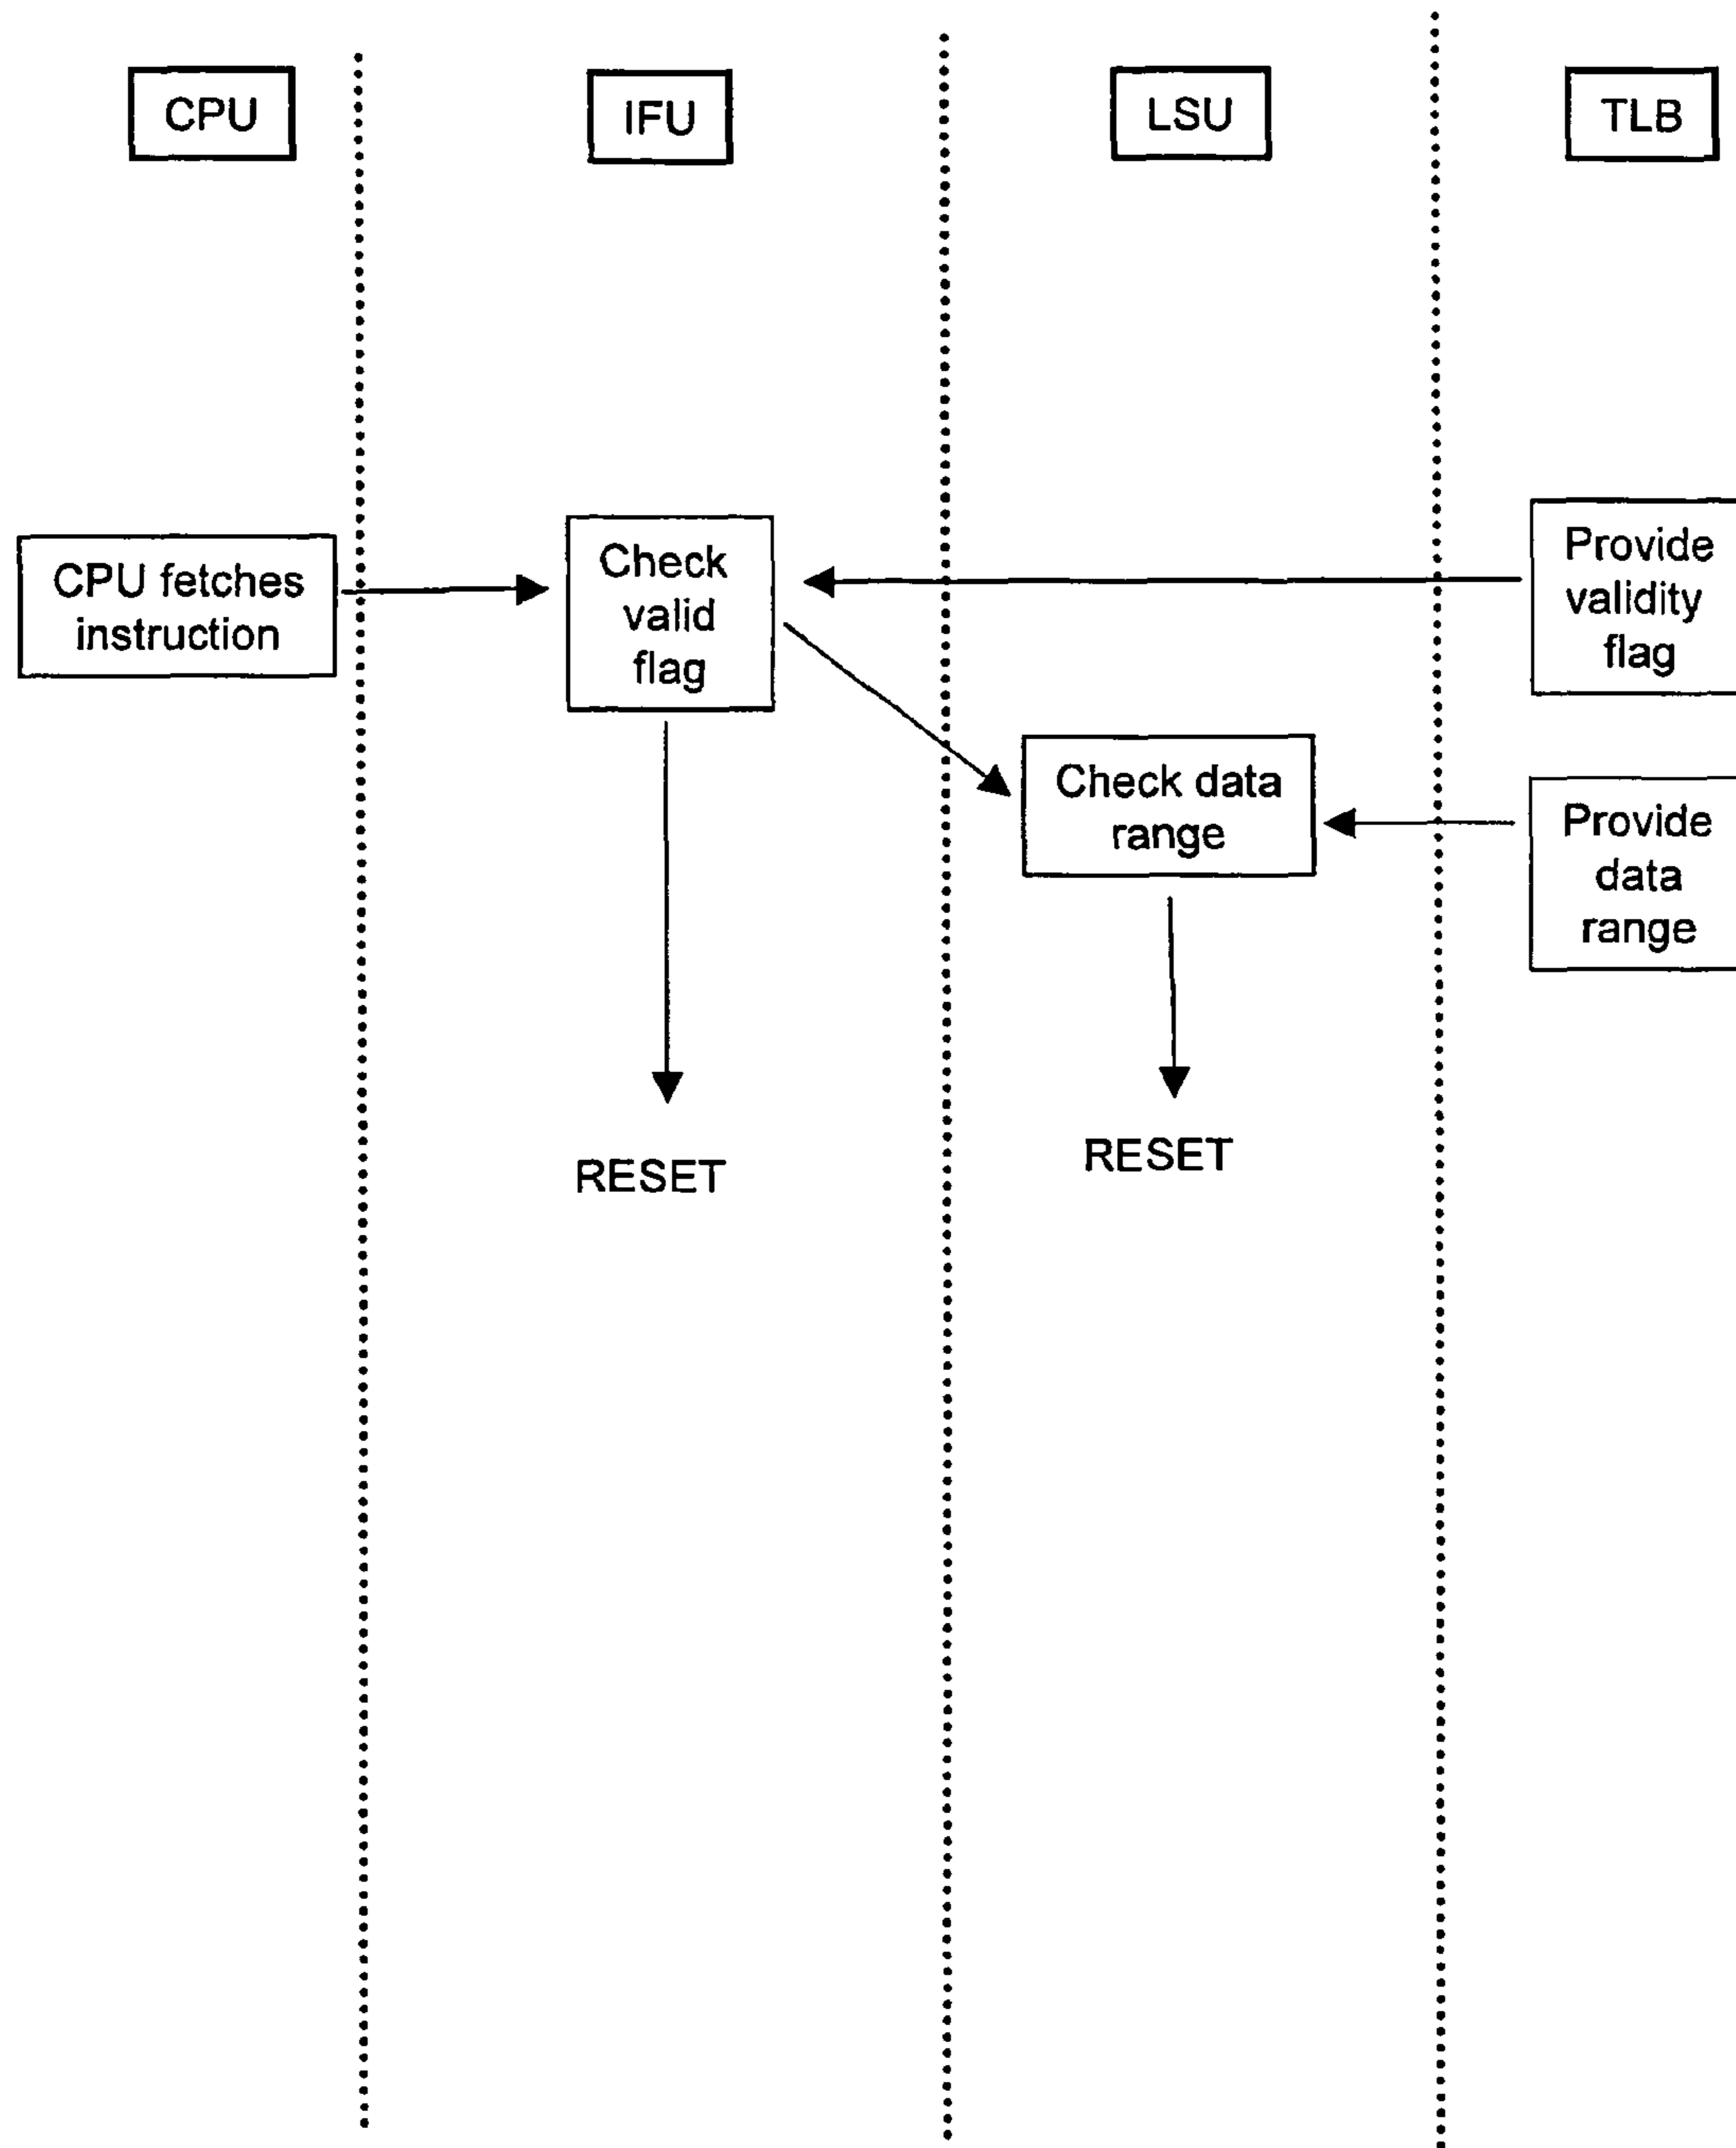 CPU
IFU
LSU
TLB
CPU fetches
instruction
Check
valid
flag
Provide
validity
flag
Check data
range
Provide
data
range
RESET
RESET